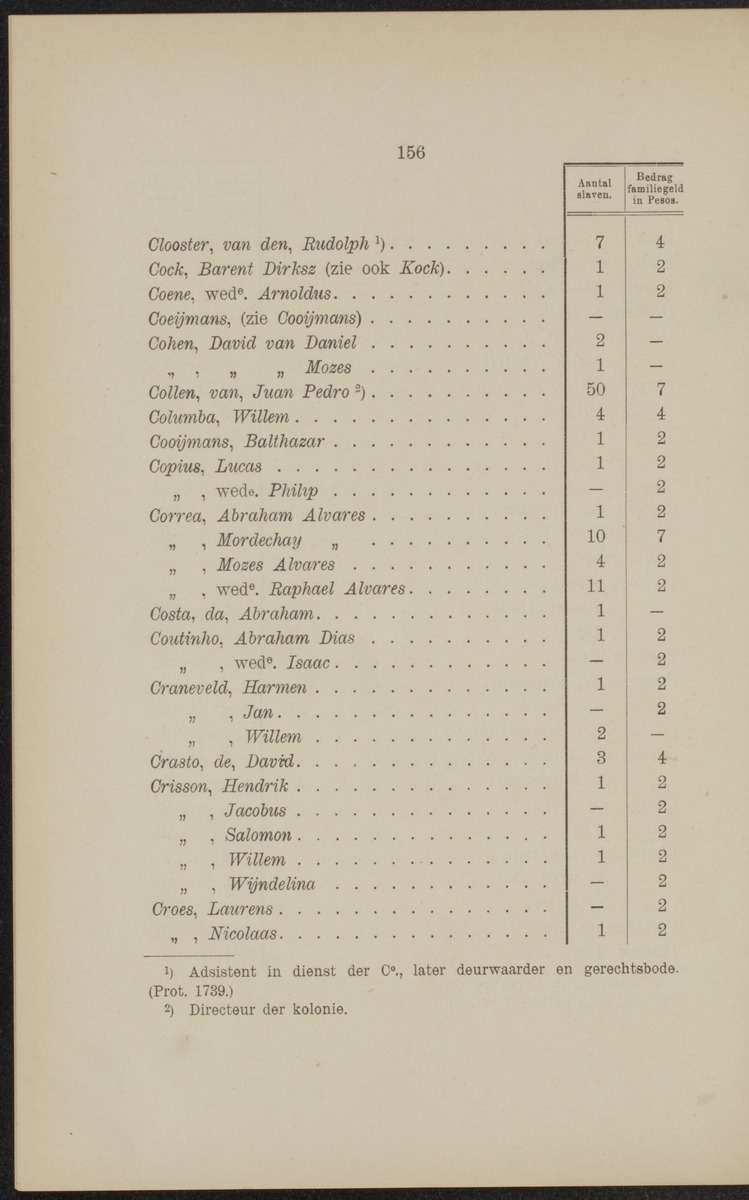 156
Aantal slaven. Bedrag familiegeld in Pesos.
Clooster, van den, Rudolph ¹) . . . . . . . . . 7 4
Cock, Barent Dirksz (zie ook Kock) . . . . . . 1 2
Coene, wedᵉ. Arnoldus . . . . . . . . . . . . 1 2
Coeijmans, (zie Cooijmans) . . . . . . . . . . — —
Cohen, David van Daniel . . . . . . . . . . 2 —
„ , „ „ Mozes . . . . . . . . . . 1 —
Collen, van, Juan Pedro ²) . . . . . . . . . . 50 7
Columba, Willem . . . . . . . . . . . . . . 4 4
Cooijmans, Balthazar . . . . . . . . . . . . 1 2
Copius, Lucas . . . . . . . . . . . . . . . 1 2
„ , wedₑ. Philip . . . . . . . . . . . . — 2
Correa, Abraham Alvares . . . . . . . . . . 1 2
„ , Mordechay „ . . . . . . . . . . 10 7
„ , Mozes Alvares . . . . . . . . . . . 4 2
„ , wedᵉ. Raphael Alvares . . . . . . . . 11 2
Costa, da, Abraham . . . . . . . . . . . . . 1 —
Coutinho, Abraham Dias . . . . . . . . . . 1 2
„ , wedᵉ. Isaac . . . . . . . . . . . . — 2
Craneveld, Harmen . . . . . . . . . . . . . 1 2
„ , Jan . . . . . . . . . . . . . . . — 2
„ , Willem . . . . . . . . . . . . . 2 —
Crasto, de, David . . . . . . . . . . . . . . 3 4
Crisson, Hendrik . . . . . . . . . . . . . . 1 2
„ , Jacobus . . . . . . . . . . . . . . — 2
„ , Salomon . . . . . . . . . . . . . . 1 2
„ , Willem . . . . . . . . . . . . . . 1 2
„ , Wijndelina . . . . . . . . . . . . — 2
Croes, Laurens . . . . . . . . . . . . . . . — 2
„ , Nicolaas . . . . . . . . . . . . . . . 1 2
¹) Adsistent in dienst der Cᵒ., later deurwaarder en gerechtsbode.
(Prot. 1739.)
²) Directeur der kolonie.